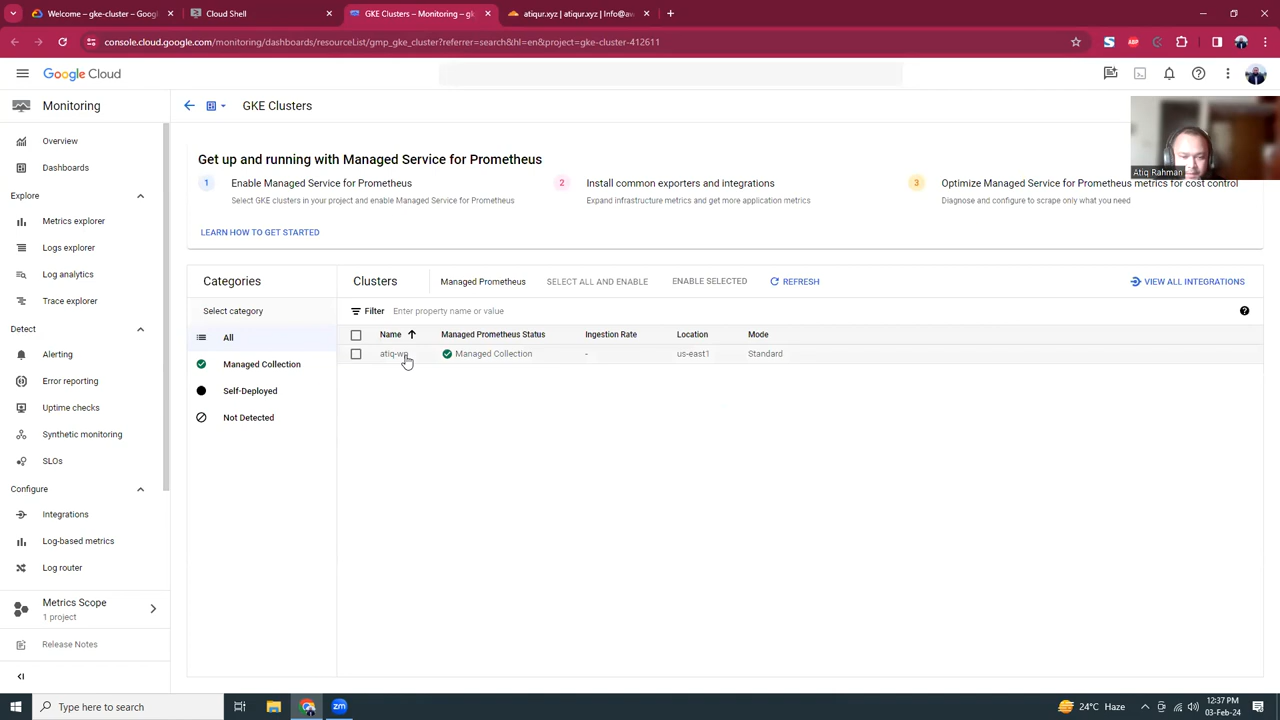 Welcome – gke-cluster – Goog
Cloud Shell
GKE Clusters – Monitoring – gk
atiqur.xyz | atiqur.xyz | Info@aw
console.cloud.google.com/monitoring/dashboards/resourceList/gmp_gke_cluster?referrer=search&hl=en&project=gke-cluster-412611
Google Cloud
Monitoring
GKE Clusters
Overview
Dashboards
Explore
Metrics explorer
Logs explorer
Log analytics
Trace explorer
Detect
Alerting
Error reporting
Uptime checks
Synthetic monitoring
SLOs
Configure
Integrations
Log-based metrics
Log router
Metrics Scope
1 project
Release Notes
Get up and running with Managed Service for Prometheus
1 Enable Managed Service for Prometheus
Select GKE clusters in your project and enable Managed Service for Prometheus
2 Install common exporters and integrations
Expand infrastructure metrics and get more application metrics
3 Optimize Managed Service for Prometheus metrics for cost control
Diagnose and configure to scrape only what you need
LEARN HOW TO GET STARTED
Atiq Rahman
Categories
Select category
All
Managed Collection
Self-Deployed
Not Detected
Clusters Managed Prometheus SELECT ALL AND ENABLE ENABLE SELECTED REFRESH VIEW ALL INTEGRATIONS
Filter Enter property name or value
Name Managed Prometheus Status Ingestion Rate Location Mode
atiq-wp Managed Collection - us-east1 Standard
Type here to search
24°C Haze
12:37 PM
03-Feb-24